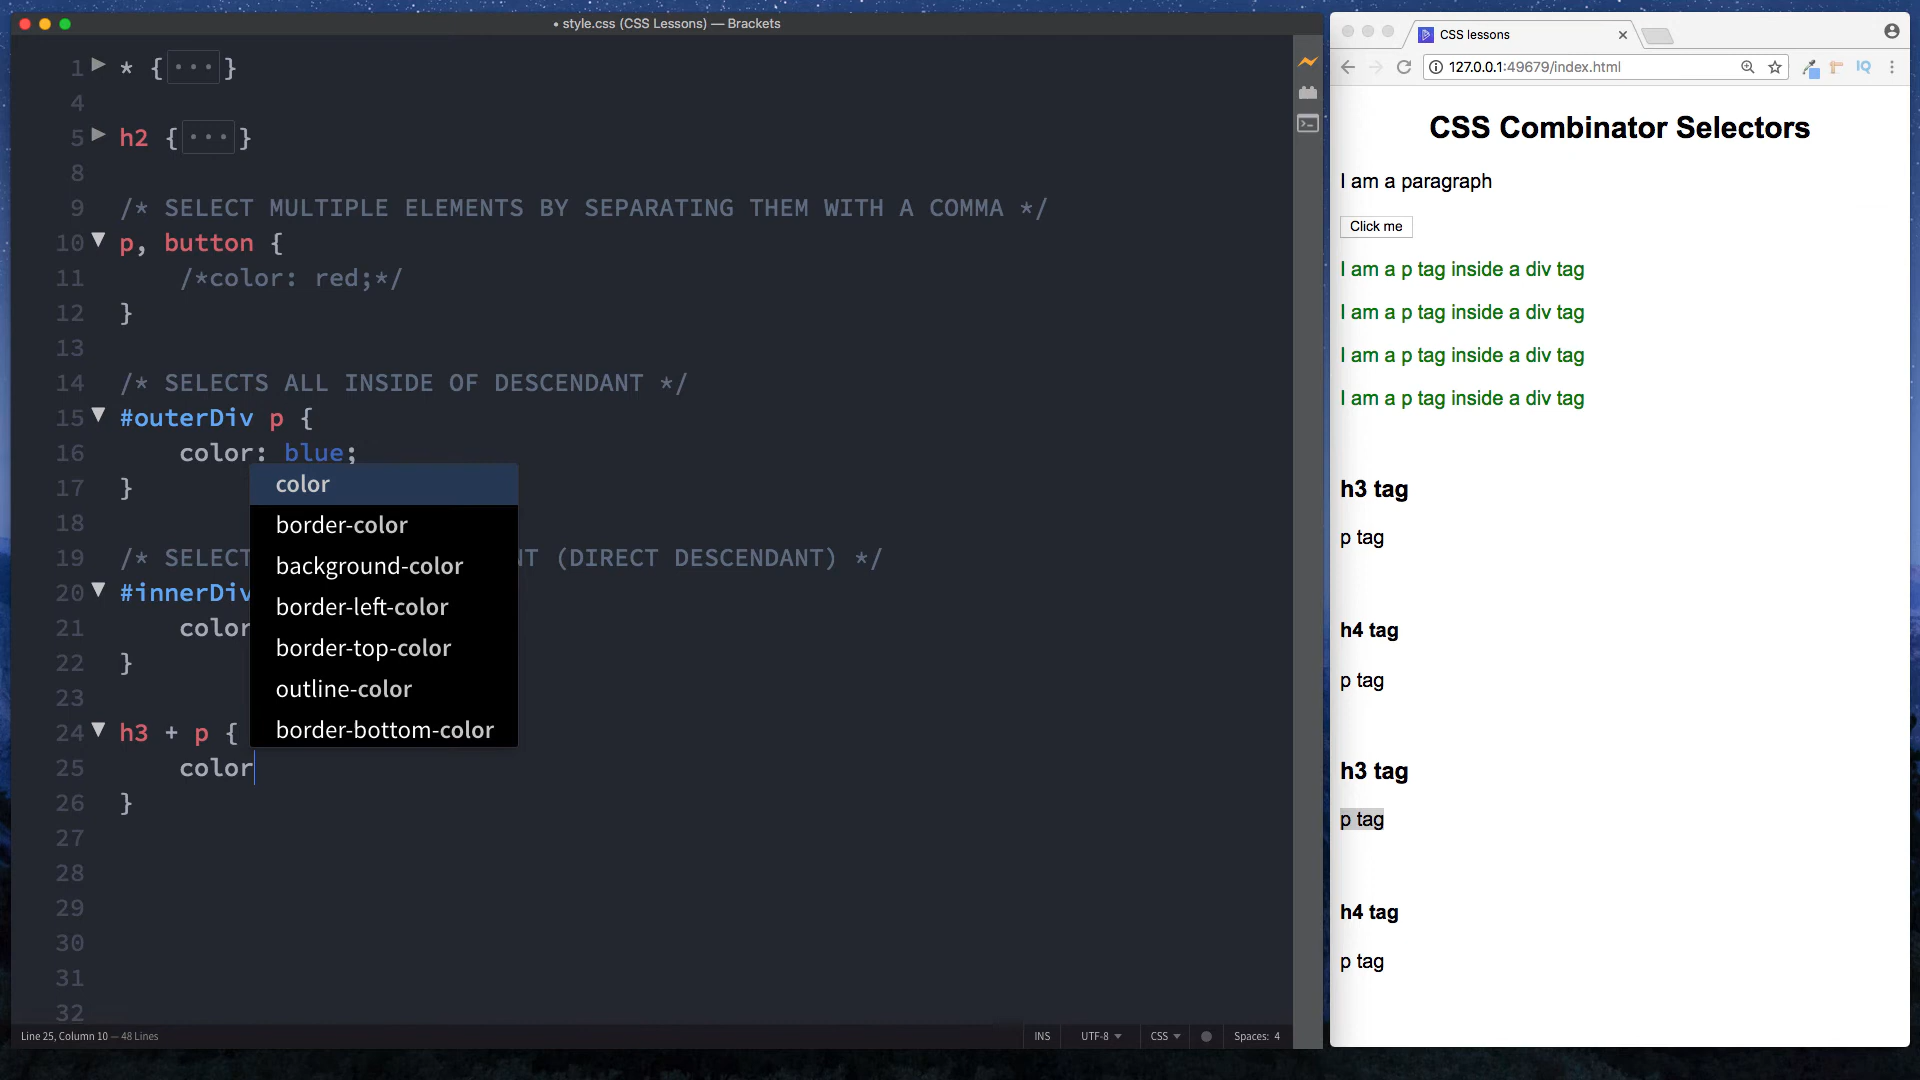 • style.css (CSS Lessons) — Brackets
1 * {...}
4
5 h2 {...}
8
9 /* SELECT MULTIPLE ELEMENTS BY SEPARATING THEM WITH A COMMA */
10 p, button {
11 /*color: red;*/
12 }
13
14 /* SELECTS ALL INSIDE OF DESCENDANT */
15 #outerDiv p {
16 color: blue;
17 }
18
19 /* SELECT NT (DIRECT DESCENDANT) */
20 #innerDiv
21 color
22 }
23
24 h3 + p {
25 color
26 }
27
28
29
30
31
32
color
border-color
background-color
border-left-color
border-top-color
outline-color
border-bottom-color
Line 25, Column 10 — 48 Lines
INS
UTF-8
CSS
Spaces: 4
CSS lessons
127.0.0.1:49679/index.html
IQ
CSS Combinator Selectors
I am a paragraph
Click me
I am a p tag inside a div tag
I am a p tag inside a div tag
I am a p tag inside a div tag
I am a p tag inside a div tag
h3 tag
p tag
h4 tag
p tag
h3 tag
p tag
h4 tag
p tag